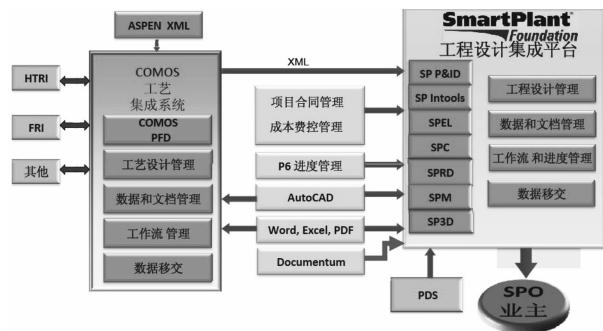 ASPEN XML
HTRI
FRI
其他
COMOS
工艺
集成系统
COMOS
PFD
工艺设计管理
数据和文档管理
工作流 管理
数据移交
XML
项目合同管理
成本费控管理
P6 进度管理
AutoCAD
Word, Excel, PDF
Documentum
SmartPlant
Foundation
工程设计集成平台
SP P&ID
SP Intools
SPEL
SPC
SPRD
SPM
SP3D
工程设计管理
数据和文档管理
工作流 和进度管理
数据移交
PDS
SPO
业主